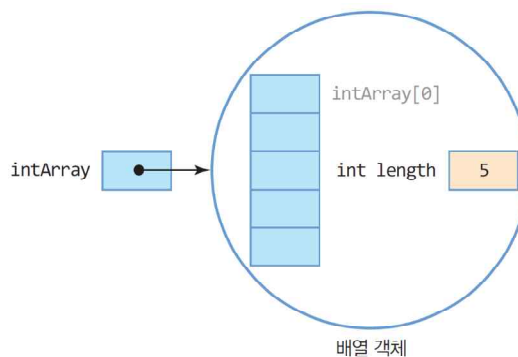 intArray[0]
intArray
int length
5
배열 객체